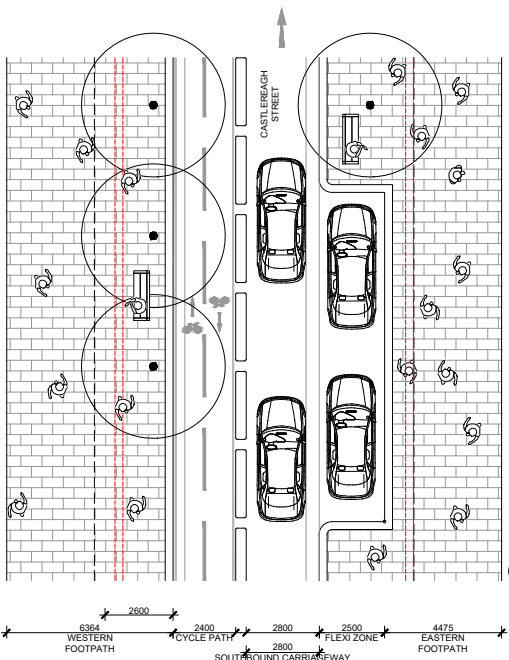 CASTLEREAGH
STREET
2600
6364
2400
2800
2500
4475
WESTERN
FOOTPATH
CYCLE PATH
FLEXI ZONE
EASTERN
FOOTPATH
2800
SOUTHBOUND CARRIAGEWAY